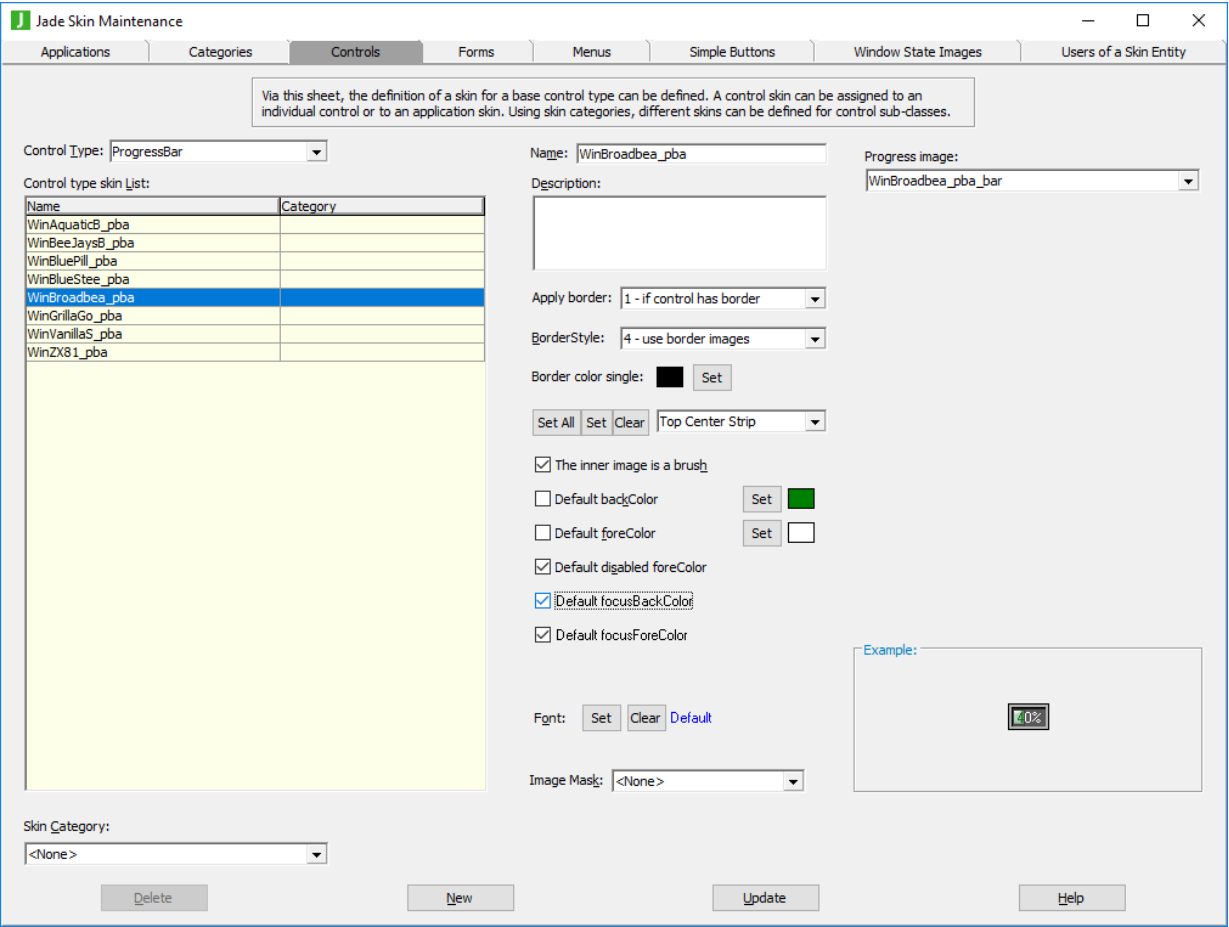 Jade Skin Maintenance
Applications Categories Controls Forms Menus Simple Buttons Window State Images Users of a Skin Entity
Via this sheet, the definition of a skin for a base control type can be defined. A control skin can be assigned to an
individual control or to an application skin. Using skin categories, different skins can be defined for control sub-classes.
Control Type: ProgressBar
Control type skin List:
Name Category
WinAquaticB_pba
WinBeeJaysB_pba
WinBluePill_pba
WinBlueStee_pba
WinBroadbea_pba
WinGrillaGo_pba
WinVanillaS_pba
WinZX81_pba
Skin Category:
<None>
Name: WinBroadbea_pba
Description:
Apply border: 1 - if control has border
BorderStyle: 4 - use border images
Border color single: Set
Set All Set Clear Top Center Strip
The inner image is a brush
Default backColor Set
Default foreColor Set
Default disabled foreColor
Default focusBackColor
Default focusForeColor
Font: Set Clear Default
Image Mask: <None>
Progress image:
WinBroadbea_pba_bar
Example:
40%
Delete New Update Help